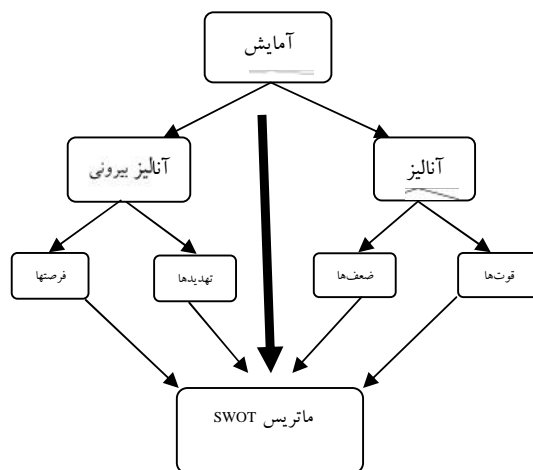 آمایش
آنالیز
آنالیز بیرونی
قوت‌ها
ضعف‌ها
تهدیدها
فرصتها
ماتریس SWOT